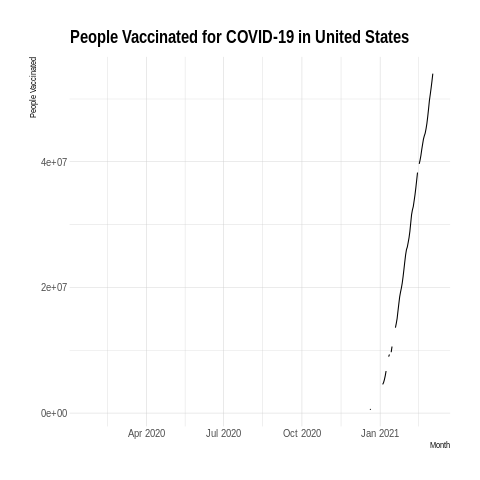 People Vaccinated for COVID-19 in United States
People Vaccinated
4e+07
2e+07
0e+00
Apr 2020 Jul 2020 Oct 2020 Jan 2021
Month